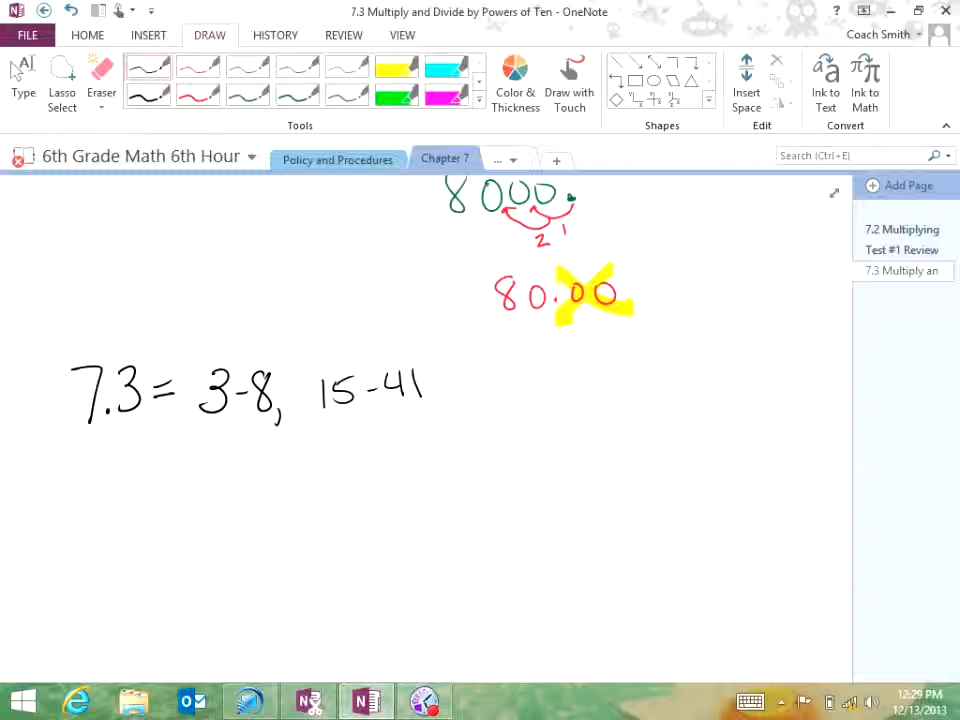 7.3 Multiply and Divide by Powers of Ten - OneNote
?
FILE HOME INSERT DRAW HISTORY REVIEW VIEW
Coach Smith
Type
Lasso Select
Eraser
Color & Thickness
Draw with Touch
Insert Space
Ink to Text
Ink to Math
Tools
Shapes
Edit
Convert
6th Grade Math 6th Hour
Policy and Procedures
Chapter 7
...
+
Search (Ctrl+E)
Add Page
7.2 Multiplying
Test #1 Review
7.3 Multiply an
8000.
2 1
80.00
7.3 = 3-8, 15-41
12:29 PM
12/13/2013